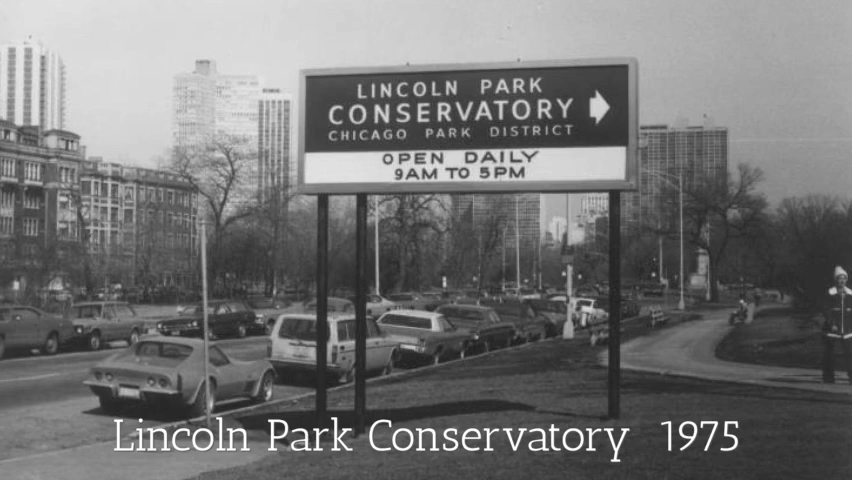 LINCOLN PARK
CONSERVATORY
CHICAGO PARK DISTRICT
OPEN DAILY
9AM TO 5PM
Lincoln Park Conservatory 1975